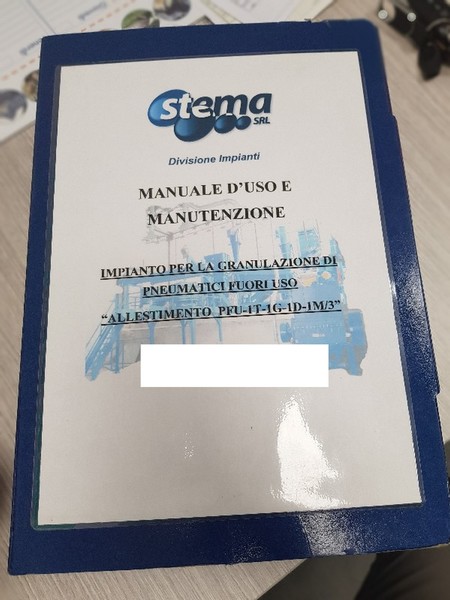 stema
SRL
Divisione Impianti
MANUALE D'USO E
MANUTENZIONE
IMPIANTO PER LA GRANULAZIONE DI
PNEUMATICI FUORI USO
"ALLESTIMENTO PFU-1T-1G-1D-1M/3"